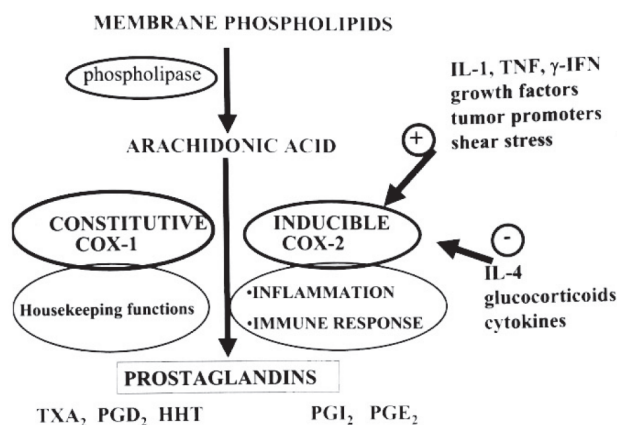 MEMBRANE PHOSPHOLIPIDS
phospholipase
IL-1, TNF, γ-IFN
growth factors
tumor promoters
shear stress
+
ARACHIDONIC ACID
CONSTITUTIVE
COX-1
INDUCIBLE
COX-2
-
IL-4
glucocorticoids
cytokines
Housekeeping functions
•INFLAMMATION
•IMMUNE RESPONSE
PROSTAGLANDINS
TXA₂ PGD₂ HHT
PGI₂ PGE₂